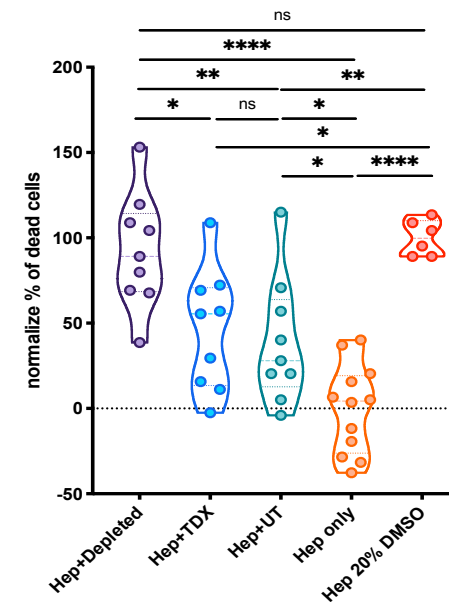 ns
****
**
**
*
ns
*
*
*
****
200
150
100
50
0
-50
normalize % of dead cells
Hep+Depleted
Hep+TDX
Hep+UT
Hep only
Hep 20% DMSO